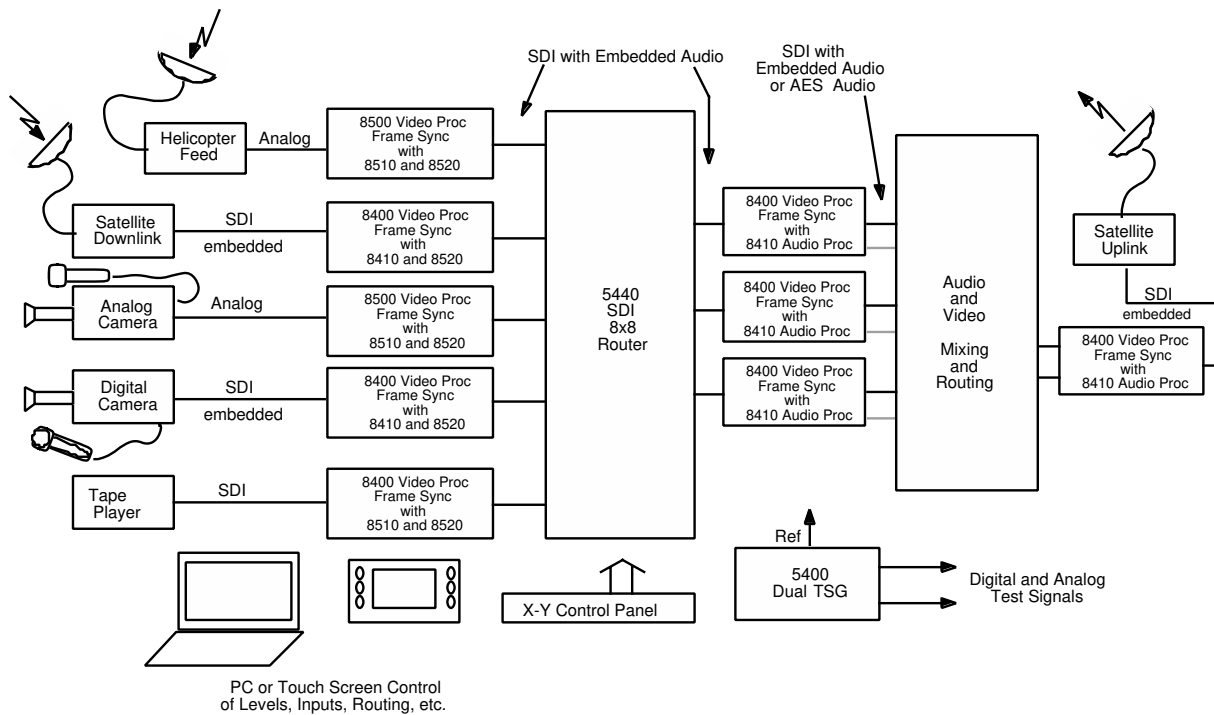 SDI with Embedded Audio
SDI with
Embedded Audio
or AES Audio
Helicopter
Feed
Analog
8500 Video Proc
Frame Sync
with
8510 and 8520
Satellite
Downlink
SDI
embedded
8400 Video Proc
Frame Sync
with
8410 and 8520
Analog
Camera
Analog
8500 Video Proc
Frame Sync
with
8510 and 8520
Digital
Camera
SDI
embedded
8400 Video Proc
Frame Sync
with
8410 and 8520
Tape
Player
SDI
8400 Video Proc
Frame Sync
with
8510 and 8520
5440
SDI
8x8
Router
8400 Video Proc
Frame Sync
with
8410 Audio Proc
8400 Video Proc
Frame Sync
with
8410 Audio Proc
8400 Video Proc
Frame Sync
with
8410 Audio Proc
Audio
and
Video
Mixing
and
Routing
Satellite
Uplink
SDI
embedded
8400 Video Proc
Frame Sync
with
8410 Audio Proc
X-Y Control Panel
Ref
5400
Dual TSG
Digital and Analog
Test Signals
PC or Touch Screen Control
of Levels, Inputs, Routing, etc.